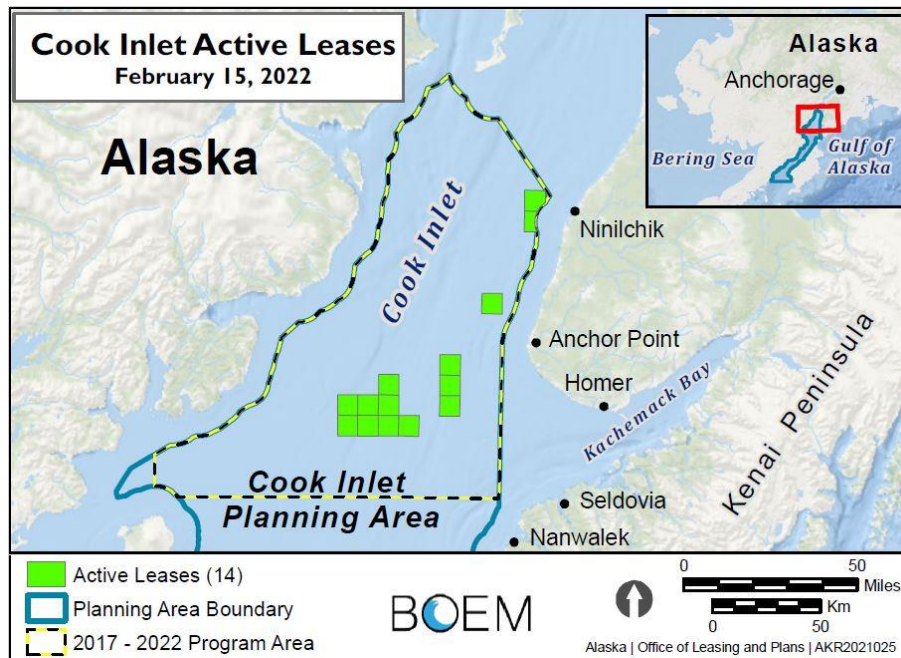 Cook Inlet Active Leases
February 15, 2022
Alaska
Anchorage
Bering Sea
Gulf of
Alaska
Alaska
Cook Inlet
Ninilchik
Anchor Point
Homer
Kachemack Bay
Kenai Peninsula
Cook Inlet
Planning Area
Seldovia
Nanwalek
Active Leases (14)
Planning Area Boundary
2017 - 2022 Program Area
BOEM
0 50
Miles
Km
0 50
Alaska | Office of Leasing and Plans | AKR2021025